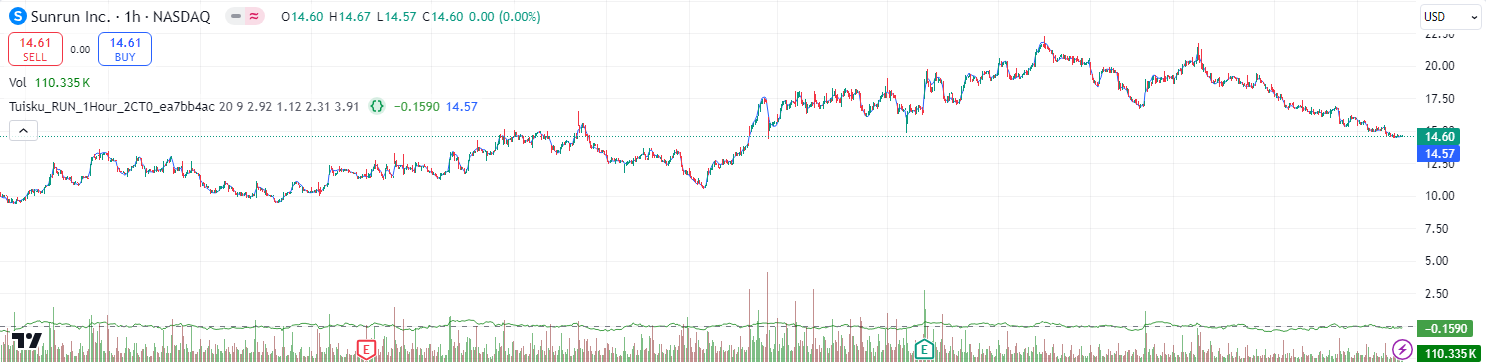 S Sunrun Inc. · 1h · NASDAQ O14.60 H14.67 L14.57 C14.60 0.00 (0.00%)
USD
14.61
SELL
0.00
14.61
BUY
Vol 110.335K
Tuisku_RUN_1Hour_2CT0_ea7bb4ac 20 9 2.92 1.12 2.31 3.91 {} −0.1590 14.57
22.50
20.00
17.50
15.00
14.60
14.57
12.50
10.00
7.50
5.00
2.50
−0.1590
110.335K
E
E